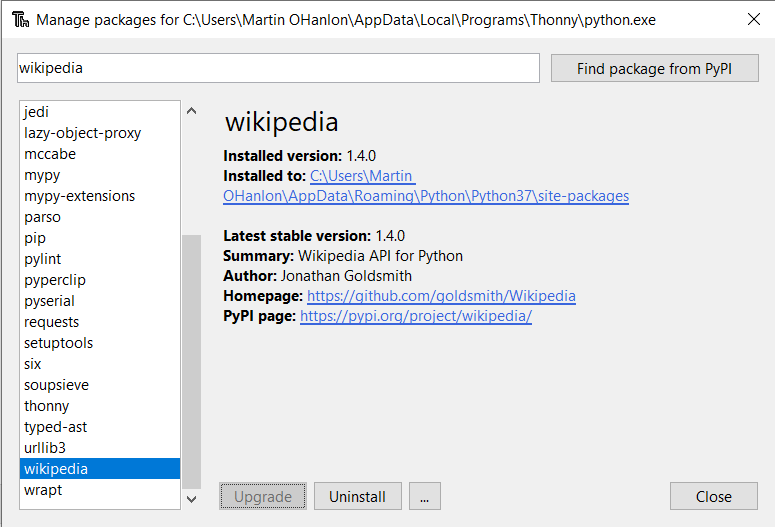 Manage packages for C:\Users\Martin OHanlon\AppData\Local\Programs\Thonny\python.exe
wikipedia
Find package from PyPI
jedi
lazy-object-proxy
mccabe
mypy
mypy-extensions
parso
pip
pylint
pyperclip
pyserial
requests
setuptools
six
soupsieve
thonny
typed-ast
urllib3
wikipedia
wrapt
wikipedia
Installed version: 1.4.0
Installed to: C:\Users\Martin
OHanlon\AppData\Roaming\Python\Python37\site-packages
Latest stable version: 1.4.0
Summary: Wikipedia API for Python
Author: Jonathan Goldsmith
Homepage: https://github.com/goldsmith/Wikipedia
PyPI page: https://pypi.org/project/wikipedia/
Upgrade
Uninstall
...
Close